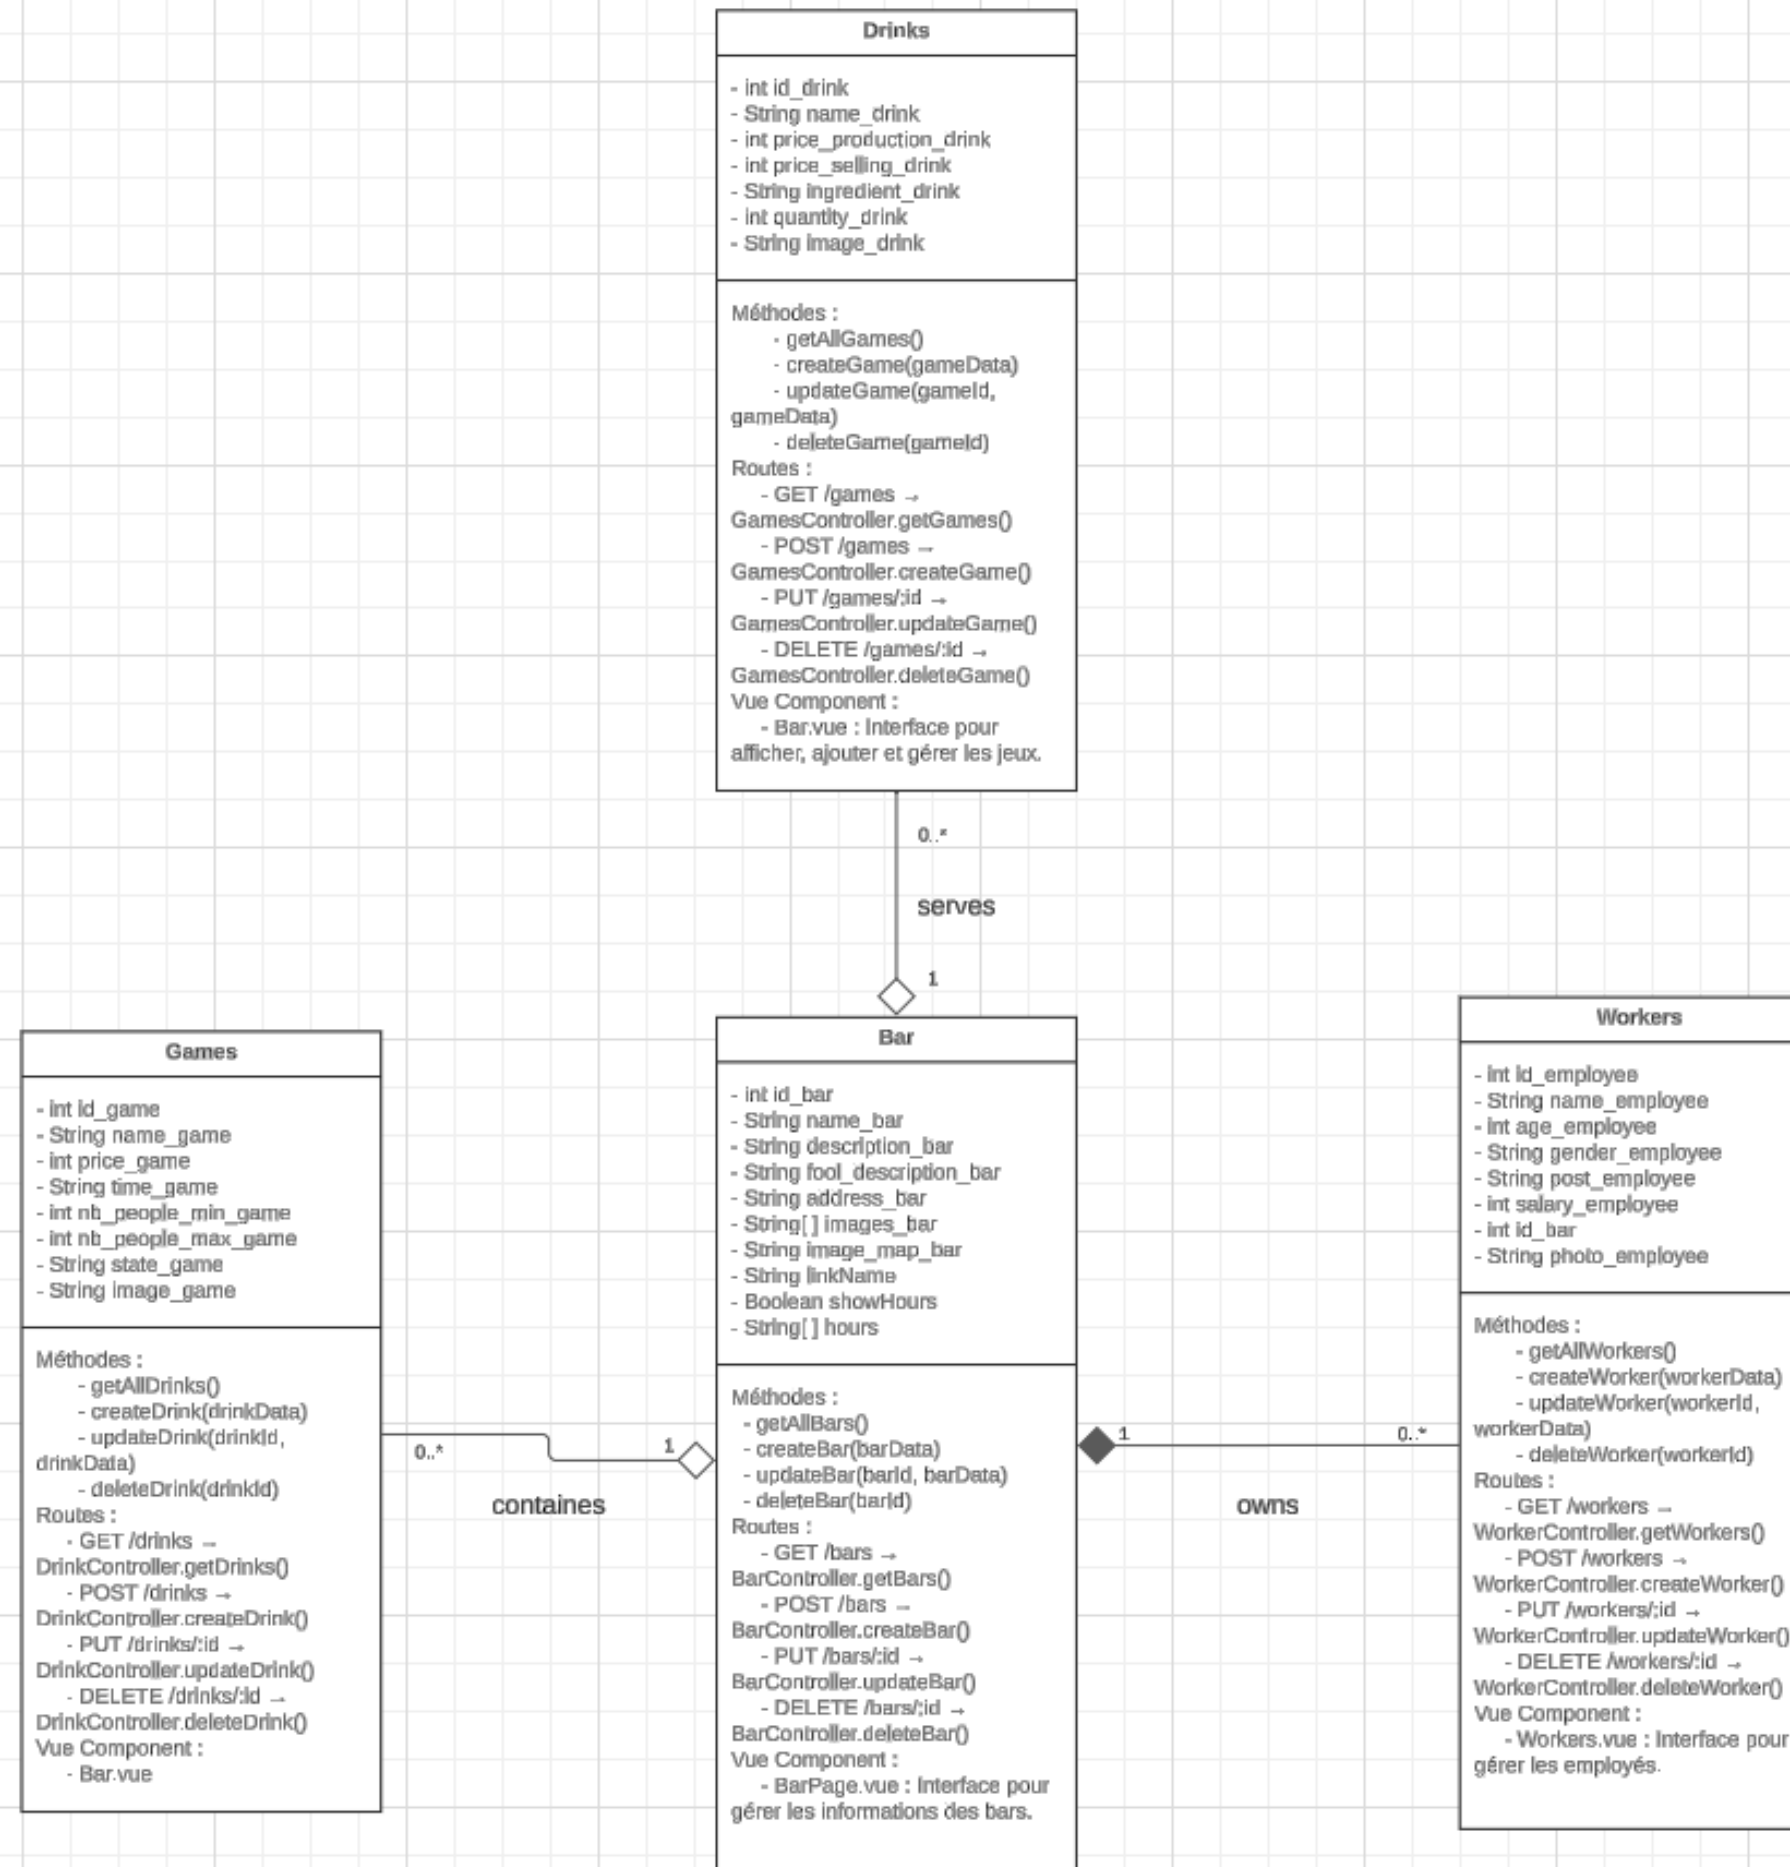 Drinks
- int id_drink
- String name_drink
- int price_production_drink
- int price_selling_drink
- String ingredient_drink
- int quantity_drink
- String image_drink
Méthodes :
- getAllGames()
- createGame(gameData)
- updateGame(gameId,
gameData)
- deleteGame(gameId)
Routes :
- GET /games →
GamesController.getGames()
- POST /games →
GamesController.createGame()
- PUT /games/:id →
GamesController.updateGame()
- DELETE /games/:id →
GamesController.deleteGame()
Vue Component :
- Bar.vue : Interface pour
afficher, ajouter et gérer les jeux.
0..*
serves
1
Games
- int id_game
- String name_game
- int price_game
- String time_game
- int nb_people_min_game
- int nb_people_max_game
- String state_game
- String image_game
Méthodes :
- getAllDrinks()
- createDrink(drinkData)
- updateDrink(drinkId,
drinkData)
- deleteDrink(drinkId)
Routes :
- GET /drinks →
DrinkController.getDrinks()
- POST /drinks →
DrinkController.createDrink()
- PUT /drinks/:id →
DrinkController.updateDrink()
- DELETE /drinks/:id →
DrinkController.deleteDrink()
Vue Component :
- Bar.vue
0..*
1
containes
Bar
- int id_bar
- String name_bar
- String description_bar
- String fool_description_bar
- String address_bar
- String[ ] images_bar
- String image_map_bar
- String linkName
- Boolean showHours
- String[ ] hours
Méthodes :
- getAllBars()
- createBar(barData)
- updateBar(barId, barData)
- deleteBar(barId)
Routes :
- GET /bars →
BarController.getBars()
- POST /bars →
BarController.createBar()
- PUT /bars/:id →
BarController.updateBar()
- DELETE /bars/:id →
BarController.deleteBar()
Vue Component :
- BarPage.vue : Interface pour
gérer les informations des bars.
1
0..*
owns
Workers
- int id_employee
- String name_employee
- int age_employee
- String gender_employee
- String post_employee
- int salary_employee
- int id_bar
- String photo_employee
Méthodes :
- getAllWorkers()
- createWorker(workerData)
- updateWorker(workerId,
workerData)
- deleteWorker(workerId)
Routes :
- GET /workers →
WorkerController.getWorkers()
- POST /workers →
WorkerController.createWorker()
- PUT /workers/:id →
WorkerController.updateWorker()
- DELETE /workers/:id →
WorkerController.deleteWorker()
Vue Component :
- Workers.vue : Interface pour
gérer les employés.